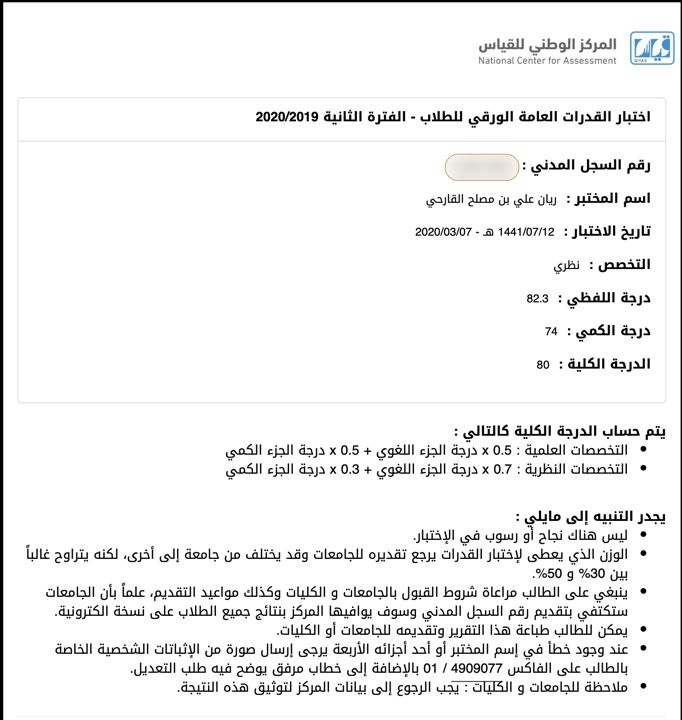 المركز الوطني للقياس
National Center for Assessment
قياس
QIYAS
اختبار القدرات العامة الورقي للطلاب - الفترة الثانية 2020/2019
رقم السجل المدني :
اسم المختبر : ريان علي بن مصلح القارحي
تاريخ الاختبار : 1441/07/12 هـ - 2020/03/07
التخصص : نظري
درجة اللفظي : 82.3
درجة الكمي : 74
الدرجة الكلية : 80
يتم حساب الدرجة الكلية كالتالي :
• التخصصات العلمية : 0.5 x درجة الجزء اللغوي + 0.5 x درجة الجزء الكمي
• التخصصات النظرية : 0.7 x درجة الجزء اللغوي + 0.3 x درجة الجزء الكمي
يجدر التنبيه إلى مايلي :
• ليس هناك نجاح أو رسوب في الإختبار.
• الوزن الذي يعطى لإختبار القدرات يرجع تقديره للجامعات وقد يختلف من جامعة إلى أخرى، لكنه يتراوح غالباً
بين 30% و 50%.
• ينبغي على الطالب مراعاة شروط القبول بالجامعات و الكليات وكذلك مواعيد التقديم، علماً بأن الجامعات
ستكتفي بتقديم رقم السجل المدني وسوف يوافيها المركز بنتائج جميع الطلاب على نسخة الكترونية.
• يمكن للطالب طباعة هذا التقرير وتقديمه للجامعات أو الكليات.
• عند وجود خطأ في إسم المختبر أو أحد أجزائه الأربعة يرجى إرسال صورة من الإثباتات الشخصية الخاصة
بالطالب على الفاكس 4909077 / 01 بالإضافة إلى خطاب مرفق يوضح فيه طلب التعديل.
• ملاحظة للجامعات و الكليات : يجب الرجوع إلى بيانات المركز لتوثيق هذه النتيجة.